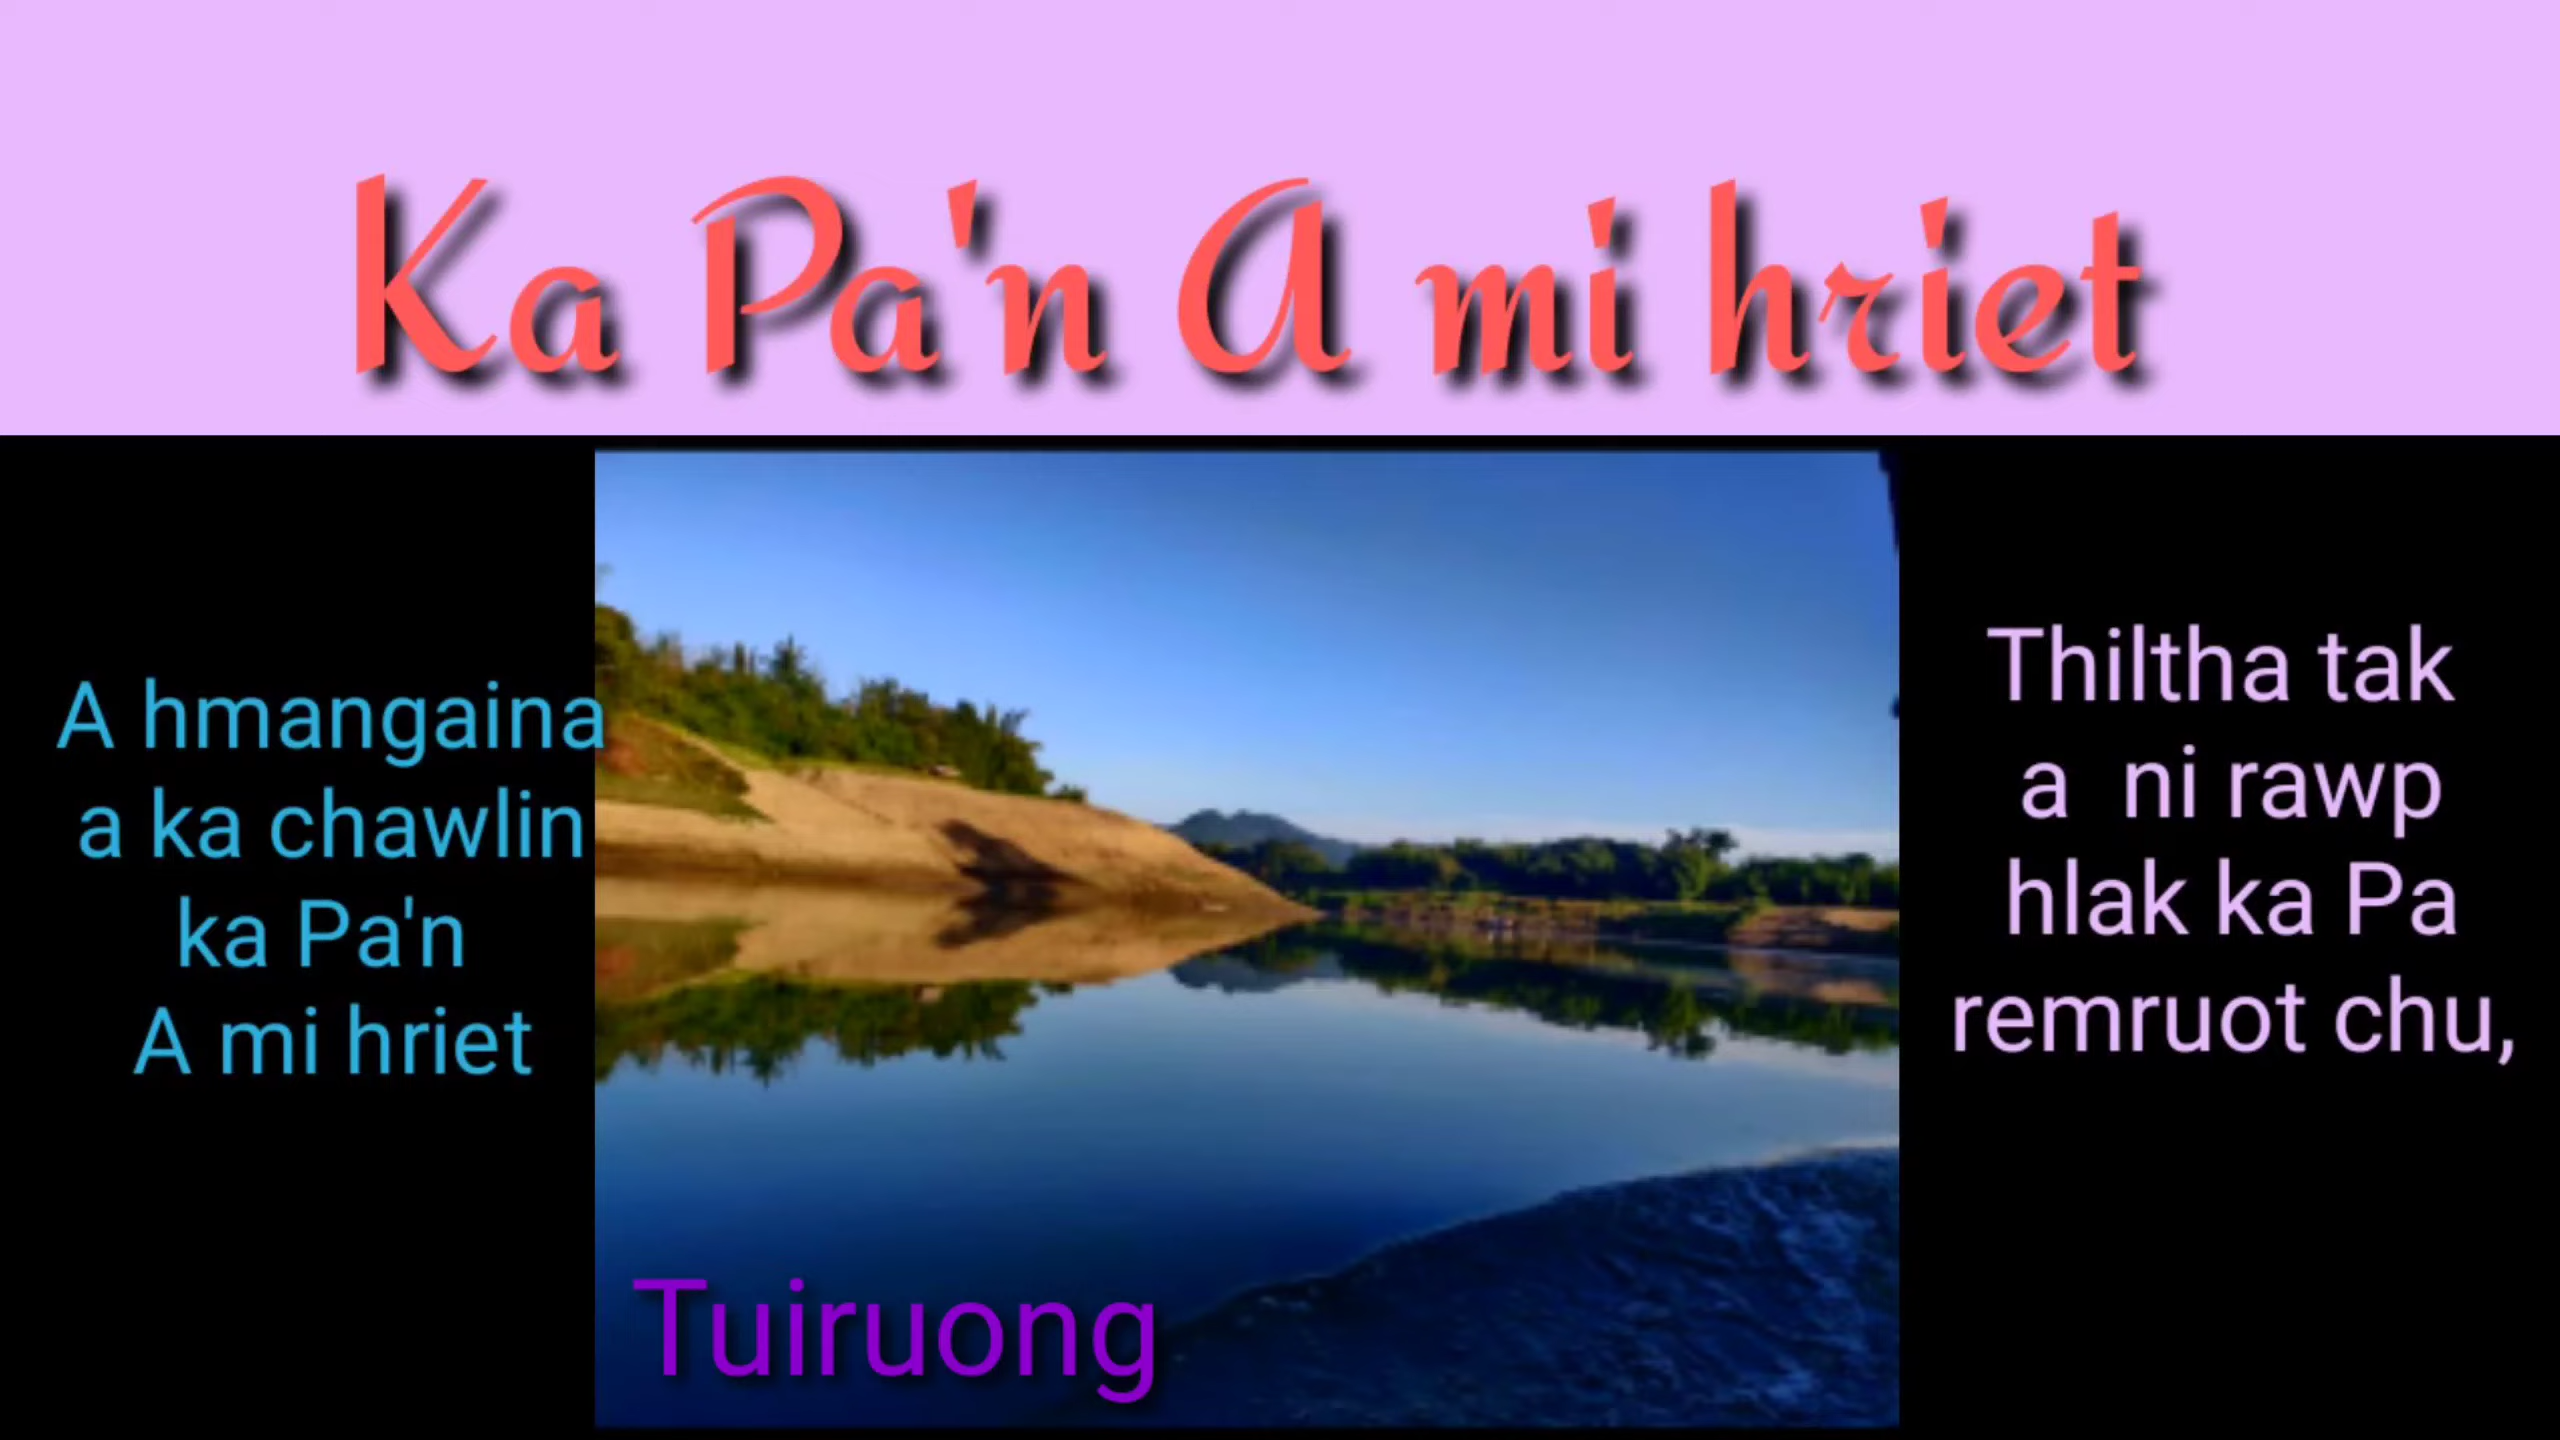 Ka Pa'n A mi hriet
A hmangaina
a ka chawlin
ka Pa'n
A mi hriet
Thiltha tak
a ni rawp
hlak ka Pa
remruot chu,
Tuiruong